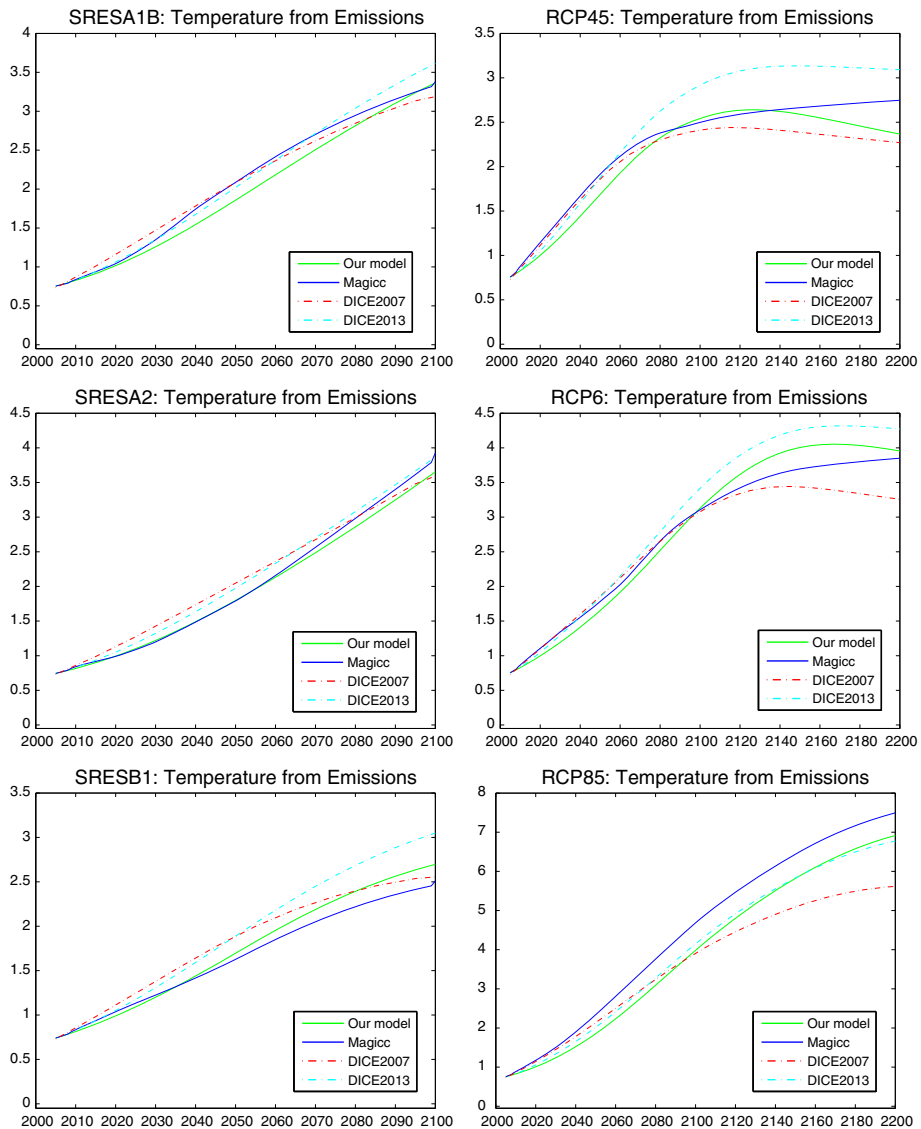 SRESA1B: Temperature from Emissions
4
3.5
3
2.5
2
1.5
1
0.5
0
2000 2010 2020 2030 2040 2050 2060 2070 2080 2090 2100
Our model
Magicc
DICE2007
DICE2013
RCP45: Temperature from Emissions
3.5
3
2.5
2
1.5
1
0.5
0
2000 2020 2040 2060 2080 2100 2120 2140 2160 2180 2200
Our model
Magicc
DICE2007
DICE2013
SRESA2: Temperature from Emissions
4.5
4
3.5
3
2.5
2
1.5
1
0.5
0
2000 2010 2020 2030 2040 2050 2060 2070 2080 2090 2100
Our model
Magicc
DICE2007
DICE2013
RCP6: Temperature from Emissions
4.5
4
3.5
3
2.5
2
1.5
1
0.5
0
2000 2020 2040 2060 2080 2100 2120 2140 2160 2180 2200
Our model
Magicc
DICE2007
DICE2013
SRESB1: Temperature from Emissions
3.5
3
2.5
2
1.5
1
0.5
0
2000 2010 2020 2030 2040 2050 2060 2070 2080 2090 2100
Our model
Magicc
DICE2007
DICE2013
RCP85: Temperature from Emissions
8
7
6
5
4
3
2
1
0
2000 2020 2040 2060 2080 2100 2120 2140 2160 2180 2200
Our model
Magicc
DICE2007
DICE2013